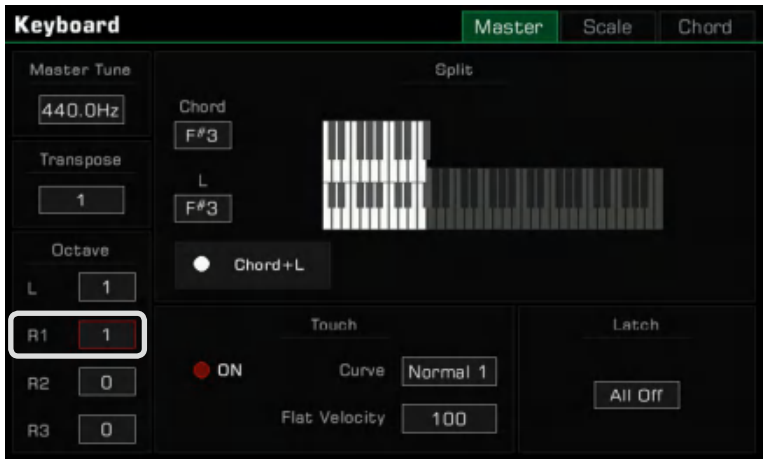 Keyboard
Master Scale Chord
Master Tune
440.0Hz
Transpose
1
Octave
L 1
R1 1
R2 0
R3 0
Split
Chord
F#3
L
F#3
Chord+L
Touch
ON
Curve Normal 1
Flat Velocity 100
Latch
All Off